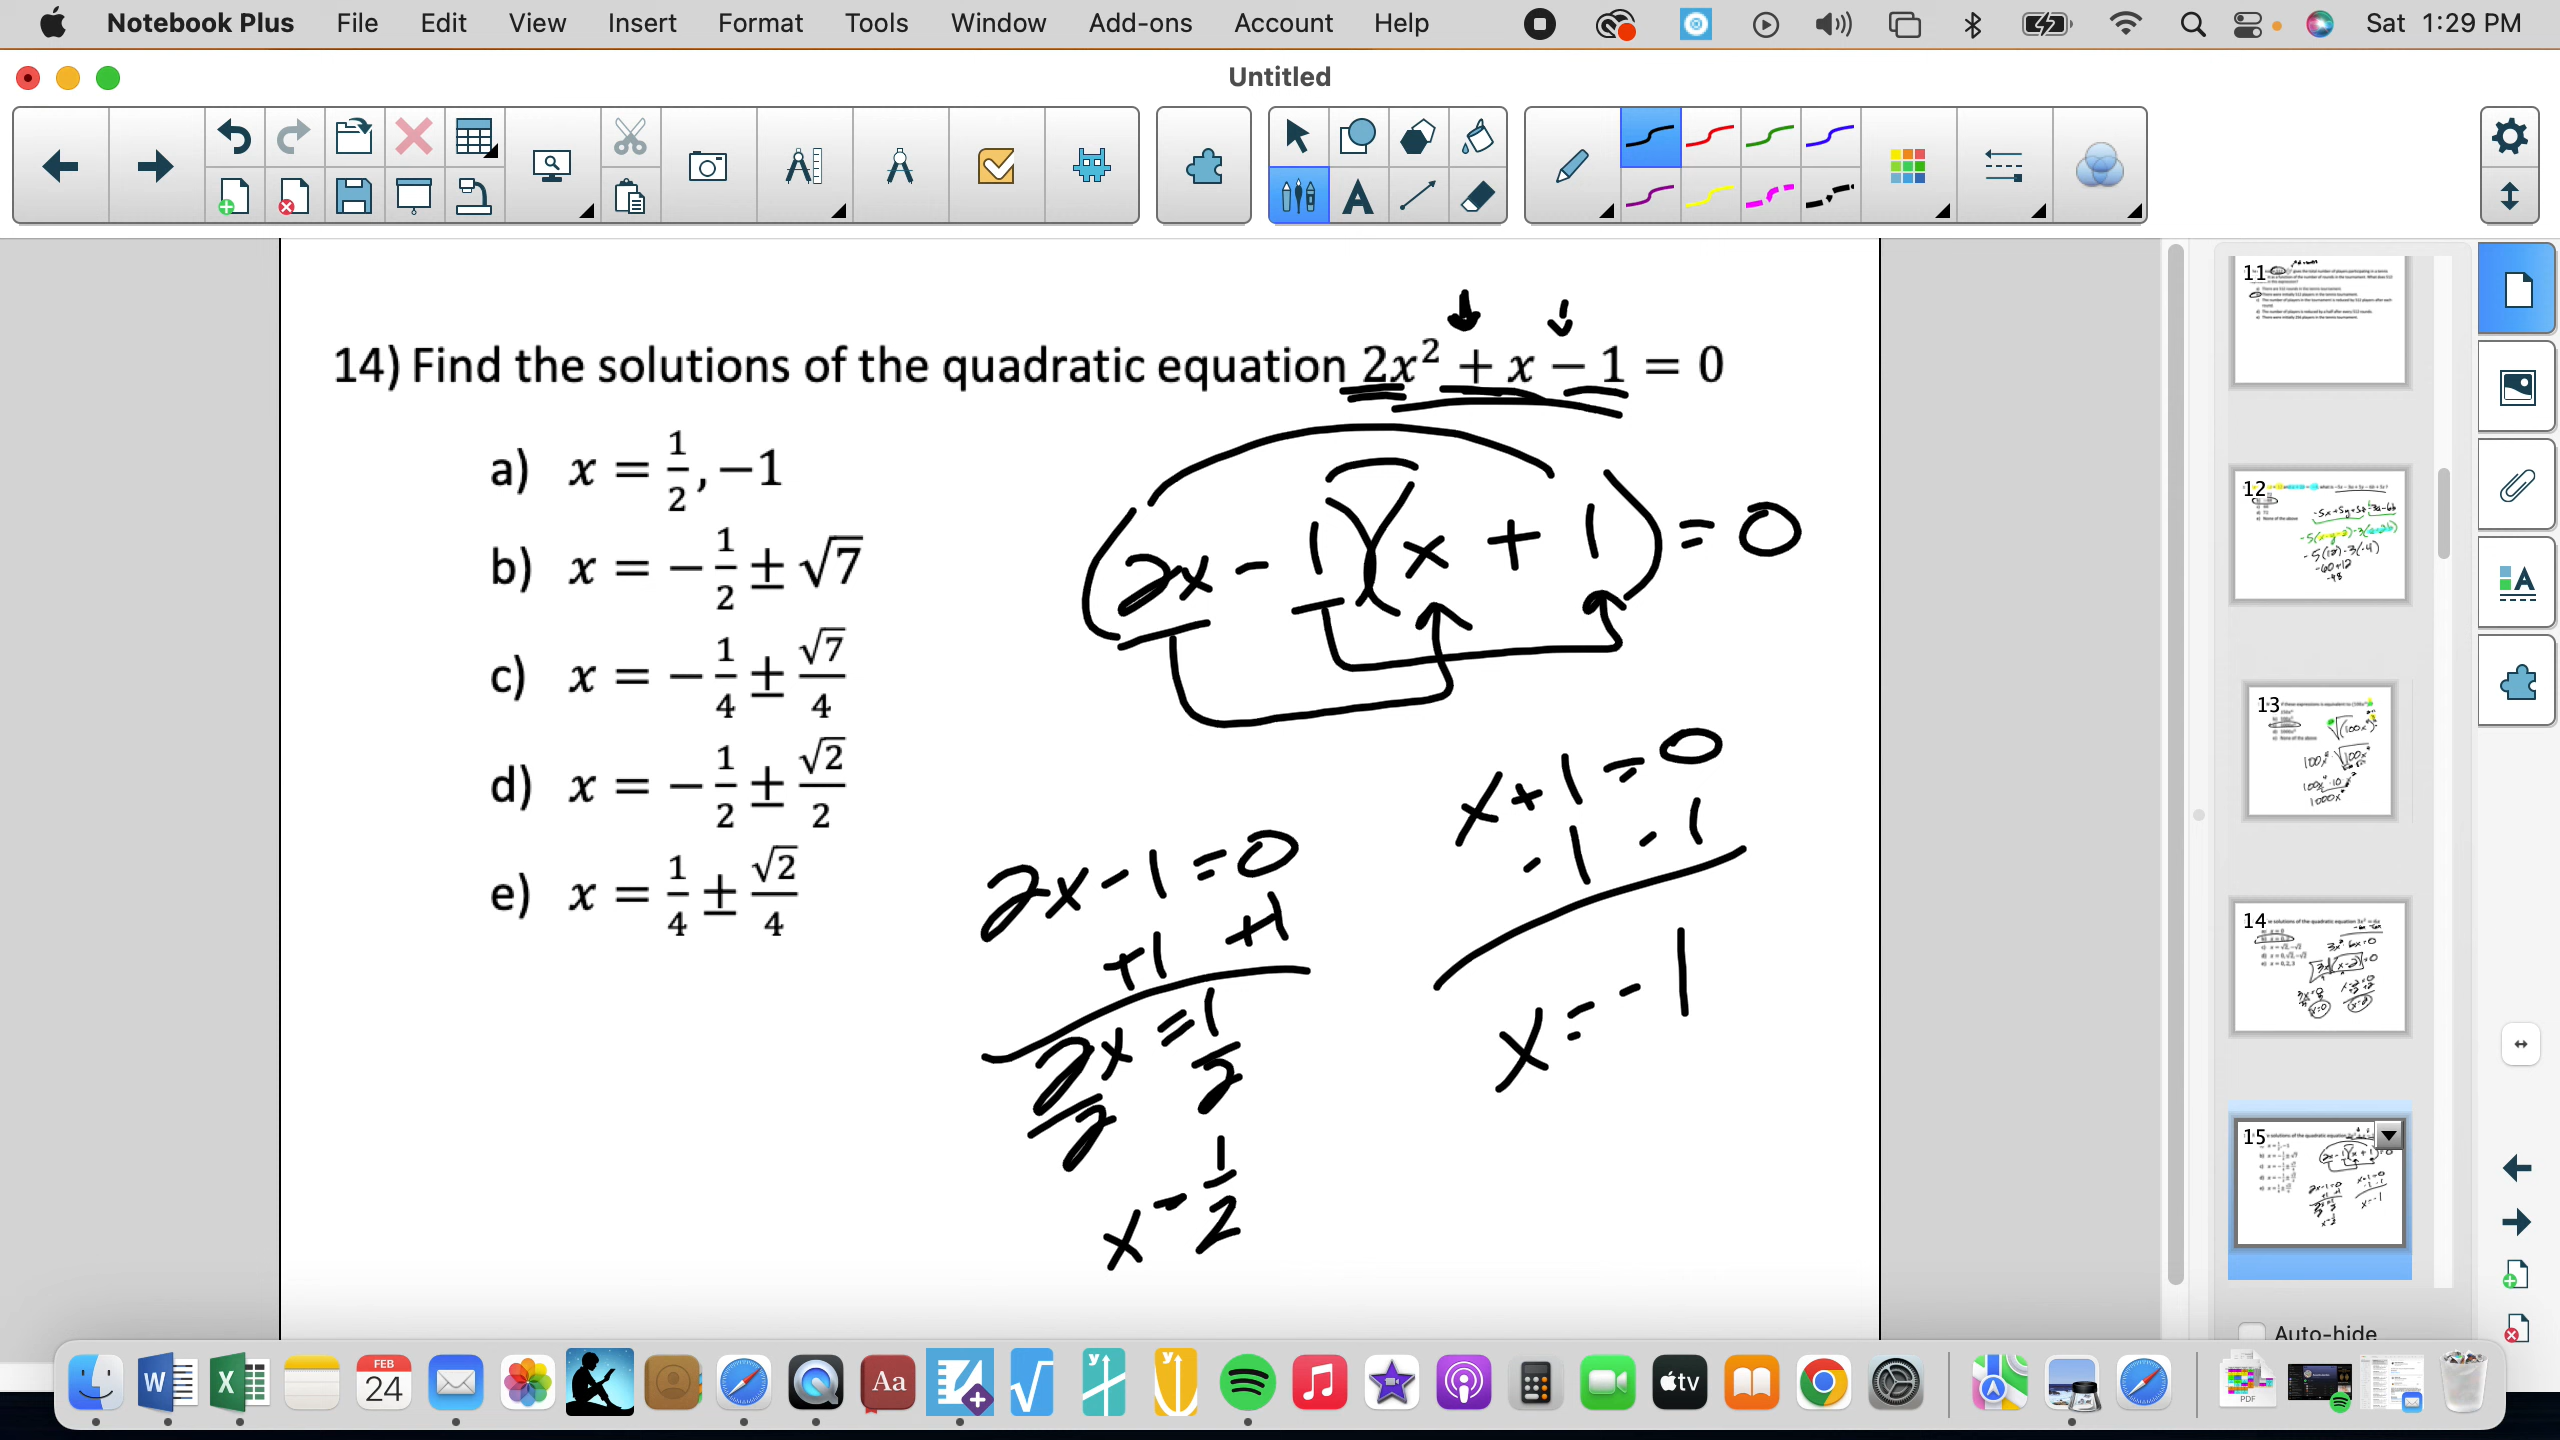 Notebook Plus File Edit View Insert Format Tools Window Add-ons Account Help Sat 1:29 PM
Untitled
14) Find the solutions of the quadratic equation 2x² + x − 1 = 0
a) x = 1/2, −1
b) x = −1/2 ± √7
c) x = −1/4 ± √7/4
d) x = −1/2 ± √2/2
e) x = 1/4 ± √2/4
(2x - 1)(x + 1) = 0
x + 1 = 0
- 1 - 1
x = - 1
2x - 1 = 0
+1 +1
2x = 1
2 2
x = 1/2
11
12
13
14
15
Auto-hide
W
X
FEB
24
Aa
tv
PDF